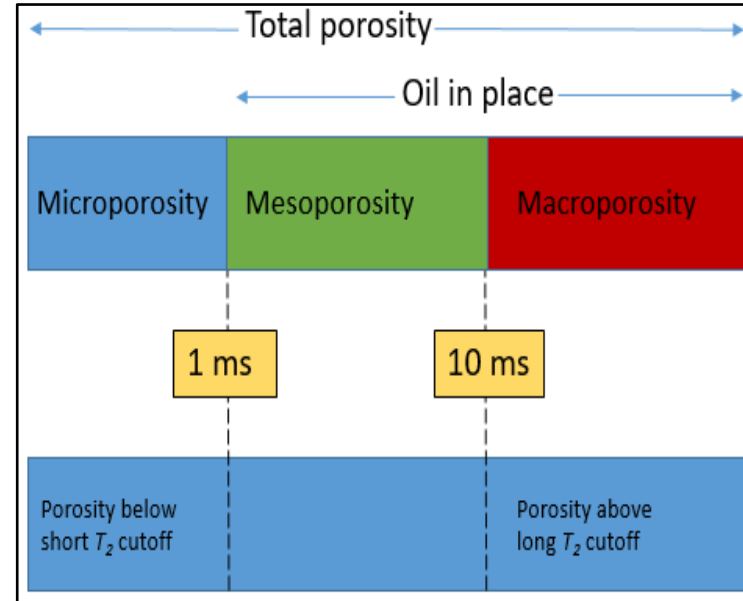 Total porosity
Oil in place
Microporosity
Mesoporosity
Macroporosity
1 ms
10 ms
Porosity below
short T2 cutoff
Porosity above
long T2 cutoff